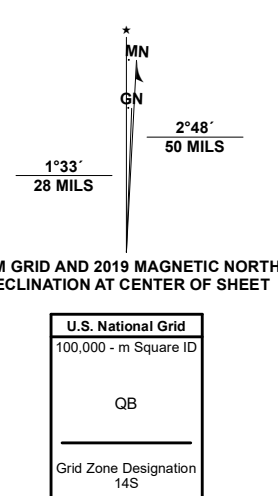 ★
MN
GN
2°48´
50 MILS
1°33´
28 MILS
M GRID AND 2019 MAGNETIC NORTH
ECLINATION AT CENTER OF SHEET
U.S. National Grid
100,000 - m Square ID
QB
Grid Zone Designation
14S